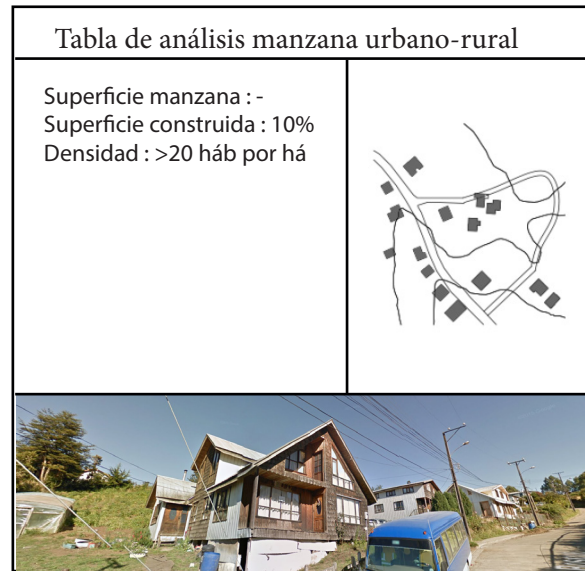 Tabla de análisis manzana urbano-rural
Superficie manzana : -
Superficie construida : 10%
Densidad : >20 háb por há